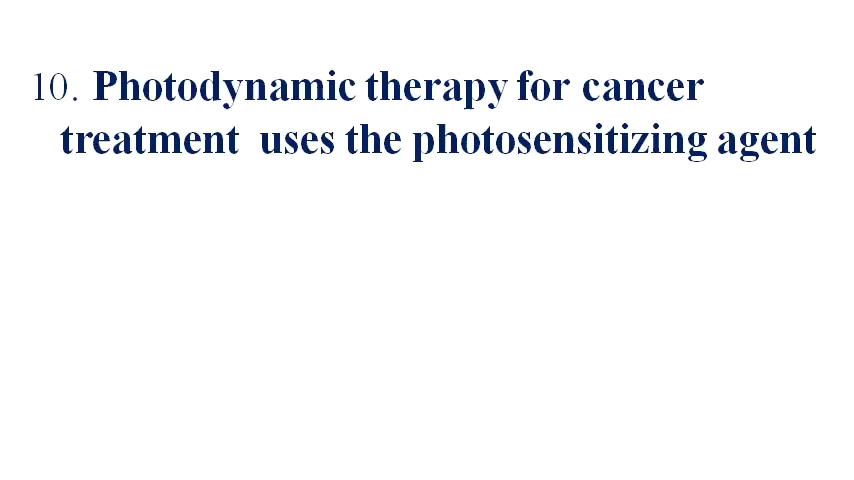 10. Photodynamic therapy for cancer
treatment  uses the photosensitizing agent